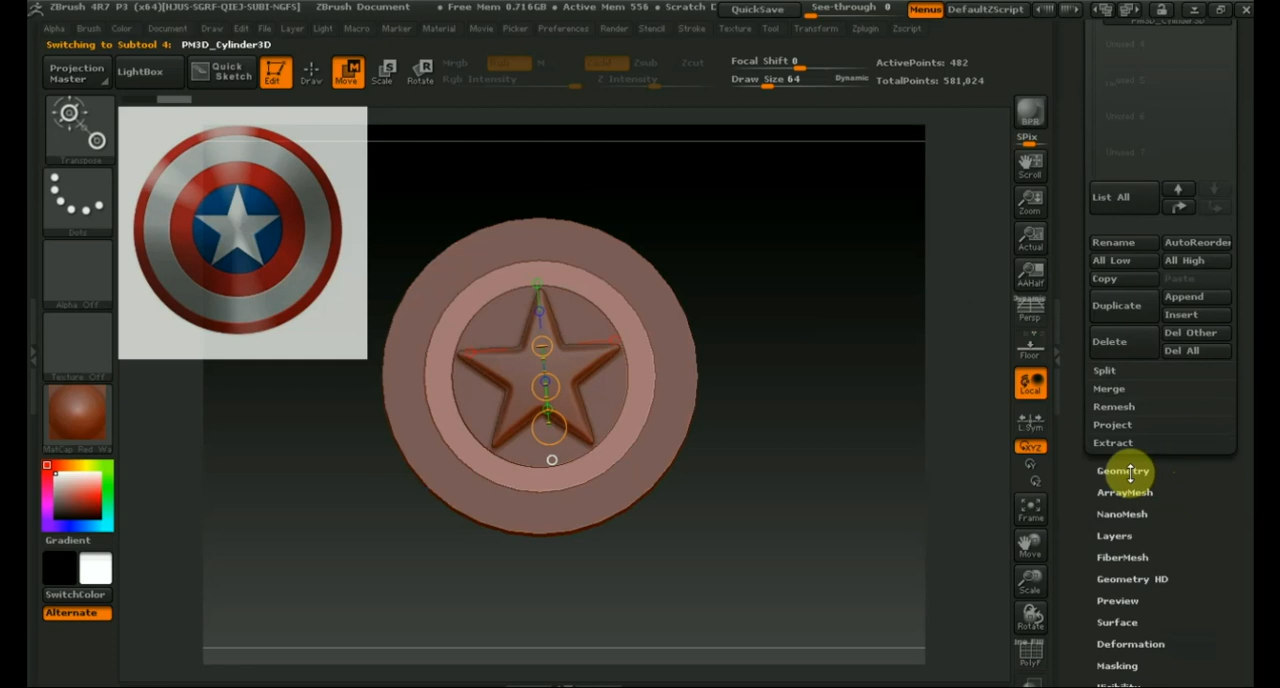 ZBrush 4R7 P3 (x64)[HJUS-SGRF-QIEJ-SUBI-NGFS] ZBrush Document • Free Mem 0.716GB • Active Mem 556 • Scratch D QuickSave See-through 0 Menus DefaultZScript
Alpha Brush Color Document Draw Edit File Layer Light Macro Marker Material Movie Picker Preferences Render Stencil Stroke Texture Tool Transform Zplugin Zscript
Switching to Subtool 4: PM3D_Cylinder3D
Projection Master
LightBox
Quick Sketch
Edit
Draw
Move
Scale
Rotate
Mrgb Rgb M
Rgb Intensity
Zadd Zsub Zcut
Z Intensity
Focal Shift 0
Draw Size 64 Dynamic
ActivePoints: 482
TotalPoints: 581,024
Transpose
Dots
Alpha Off
Texture Off
MatCap Red Wa
Gradient
SwitchColor
Alternate
BPR
SPix
Scroll
Zoom
Actual
AAHalf
Dynamic
Persp
Floor
Local
L.Sym
XYZ
Frame
Move
Scale
Rotate
Line Fill
PolyF
PM3D_Cylinder3D
Unused 4
Unused 5
Unused 6
Unused 7
List All
Rename AutoReorder
All Low All High
Copy Paste
Duplicate Append
Insert
Delete Del Other
Del All
Split
Merge
Remesh
Project
Extract
Geometry
ArrayMesh
NanoMesh
Layers
FiberMesh
Geometry HD
Preview
Surface
Deformation
Masking
Visibility